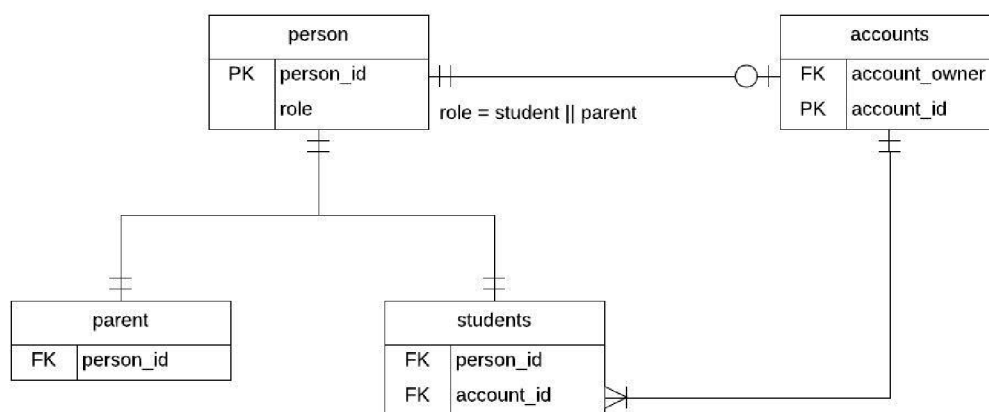 person
PK person_id
role
role = student || parent
accounts
FK account_owner
PK account_id
parent
FK person_id
students
FK person_id
FK account_id